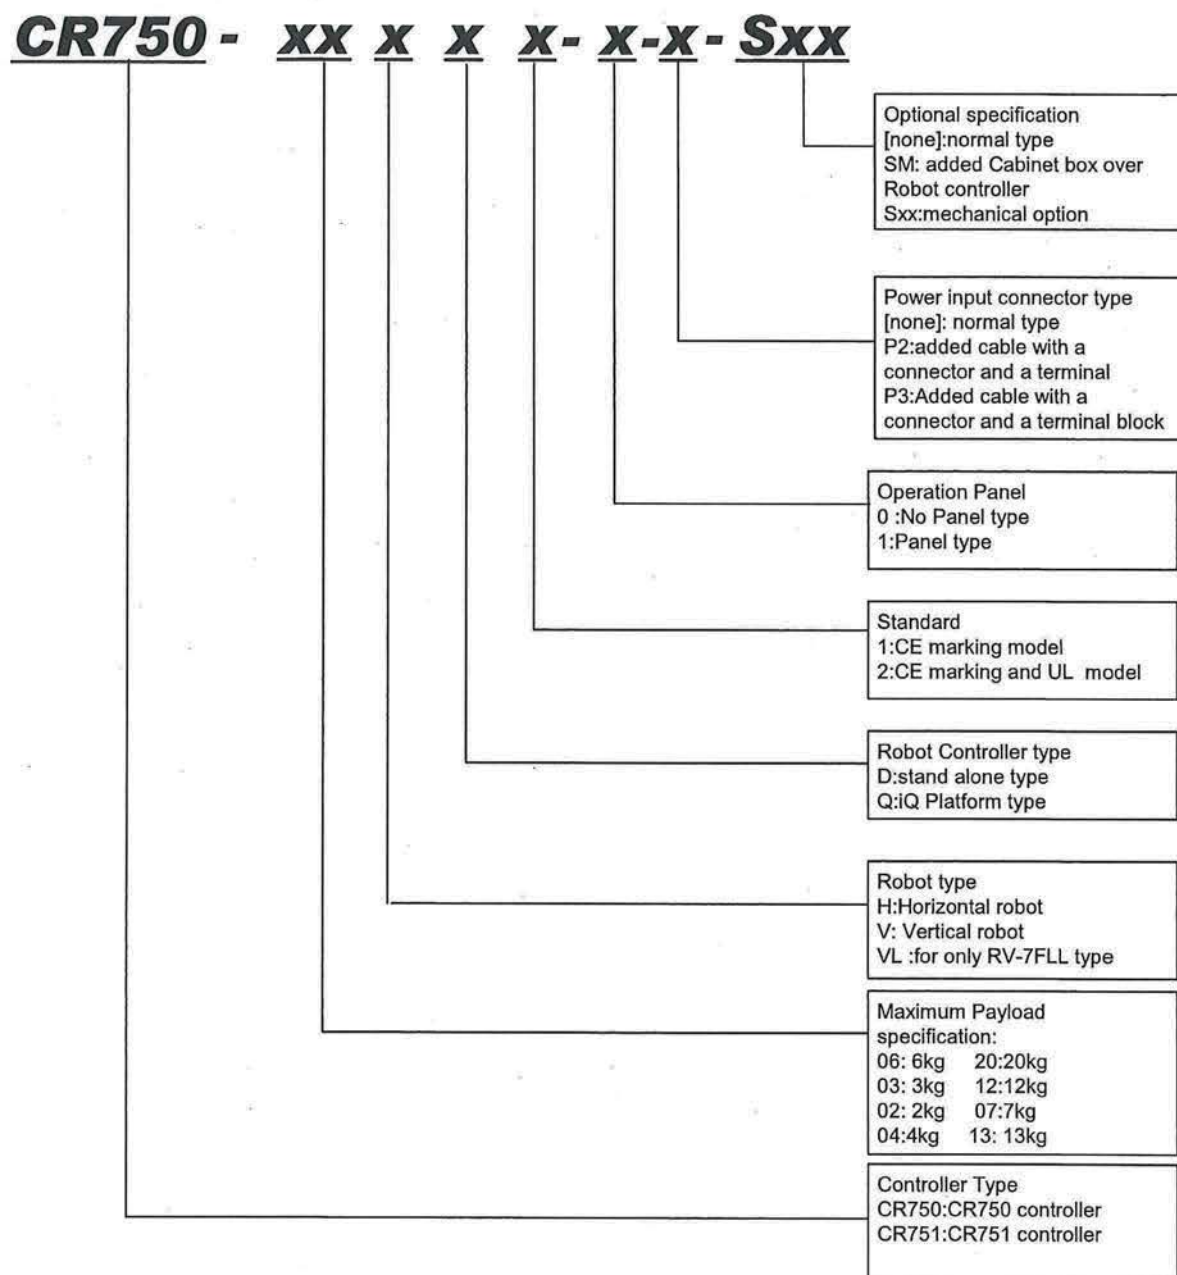 CR750- xx x x x- x-x- Sxx
Optional specification
[none]:normal type
SM: added Cabinet box over
Robot controller
Sxx:mechanical option
Power input connector type
[none]: normal type
P2:added cable with a
connector and a terminal
P3:Added cable with a
connector and a terminal block
Operation Panel
0 :No Panel type
1:Panel type
Standard
1:CE marking model
2:CE marking and UL  model
Robot Controller type
D:stand alone type
Q:iQ Platform type
Robot type
H:Horizontal robot
V: Vertical robot
VL :for only RV-7FLL type
Maximum Payload
specification:
06: 6kg 20:20kg
03: 3kg 12:12kg
02: 2kg 07:7kg
04:4kg 13: 13kg
Controller Type
CR750:CR750 controller
CR751:CR751 controller